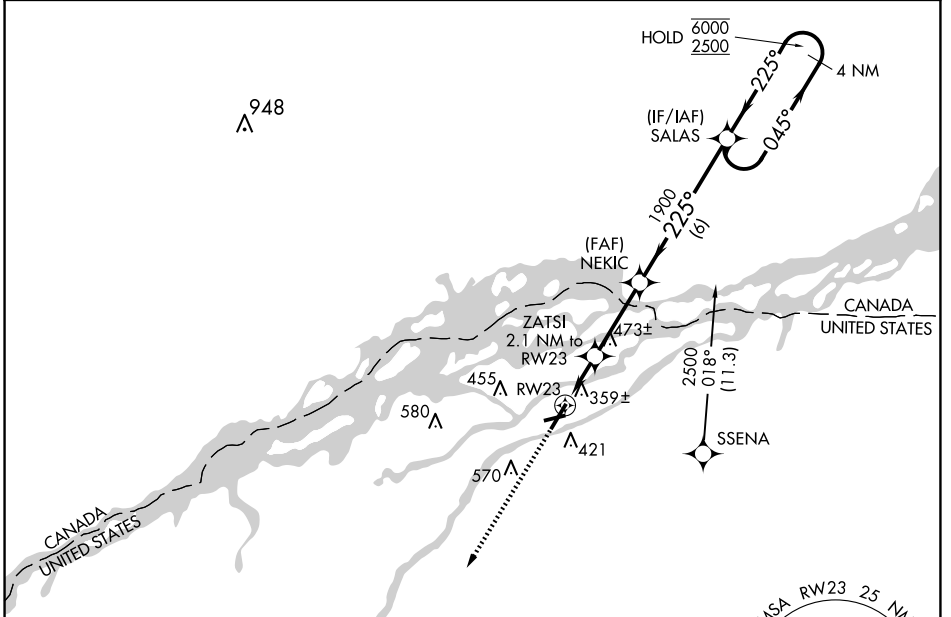 HOLD 6000
2500
4 NM
225°
045°
948
(IF/IAF)
SALAS
1900
225°
(6)
(FAF)
NEKIC
CANADA
UNITED STATES
ZATSI
2.1 NM to
RW23
473±
2500
018°
(11.3)
455
RW23
359±
580
421
SSENA
570
CANADA
UNITED STATES
MSA RW23 25 NM